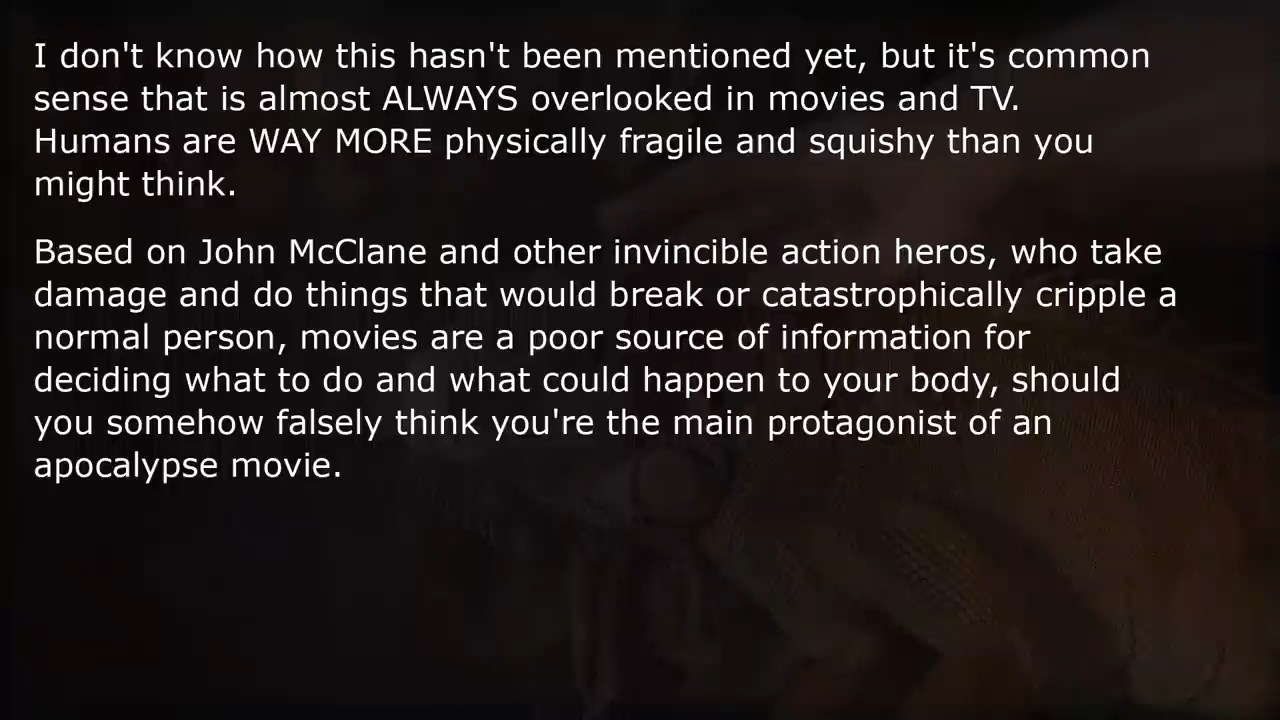 I don't know how this hasn't been mentioned yet, but it's common
sense that is almost ALWAYS overlooked in movies and TV.
Humans are WAY MORE physically fragile and squishy than you
might think.
Based on John McClane and other invincible action heros, who take
damage and do things that would break or catastrophically cripple a
normal person, movies are a poor source of information for
deciding what to do and what could happen to your body, should
you somehow falsely think you're the main protagonist of an
apocalypse movie.